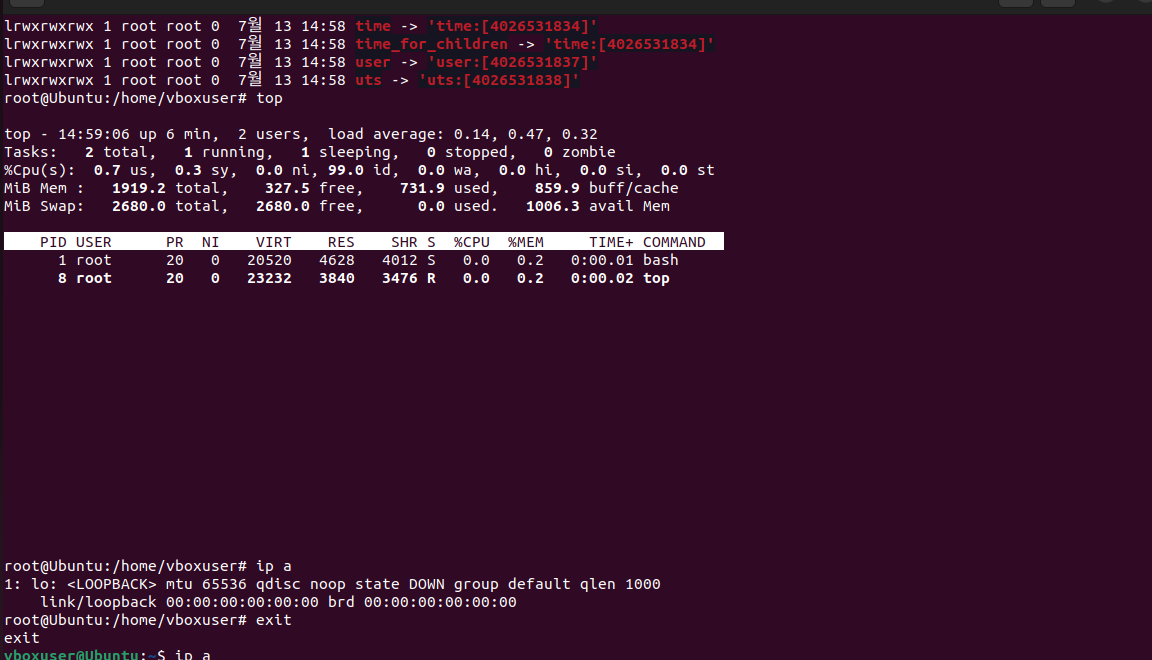 lrwxrwxrwx 1 root root 0  7월 13 14:58 time -> 'time:[4026531834]'
lrwxrwxrwx 1 root root 0  7월 13 14:58 time_for_children -> 'time:[4026531834]'
lrwxrwxrwx 1 root root 0  7월 13 14:58 user -> 'user:[4026531837]'
lrwxrwxrwx 1 root root 0  7월 13 14:58 uts -> 'uts:[4026531838]'
root@Ubuntu:/home/vboxuser# top
top - 14:59:06 up 6 min,  2 users,  load average: 0.14, 0.47, 0.32
Tasks:   2 total,   1 running,   1 sleeping,   0 stopped,   0 zombie
%Cpu(s):  0.7 us,  0.3 sy,  0.0 ni, 99.0 id,  0.0 wa,  0.0 hi,  0.0 si,  0.0 st
MiB Mem :   1919.2 total,    327.5 free,    731.9 used,    859.9 buff/cache
MiB Swap:   2680.0 total,   2680.0 free,      0.0 used.   1006.3 avail Mem
    PID USER      PR  NI    VIRT    RES    SHR S  %CPU  %MEM     TIME+ COMMAND
      1 root      20   0   20520   4628   4012 S   0.0   0.2   0:00.01 bash
      8 root      20   0   23232   3840   3476 R   0.0   0.2   0:00.02 top
root@Ubuntu:/home/vboxuser# ip a
1: lo: <LOOPBACK> mtu 65536 qdisc noop state DOWN group default qlen 1000
    link/loopback 00:00:00:00:00:00 brd 00:00:00:00:00:00
root@Ubuntu:/home/vboxuser# exit
exit
vboxuser@Ubuntu:~$ ip a